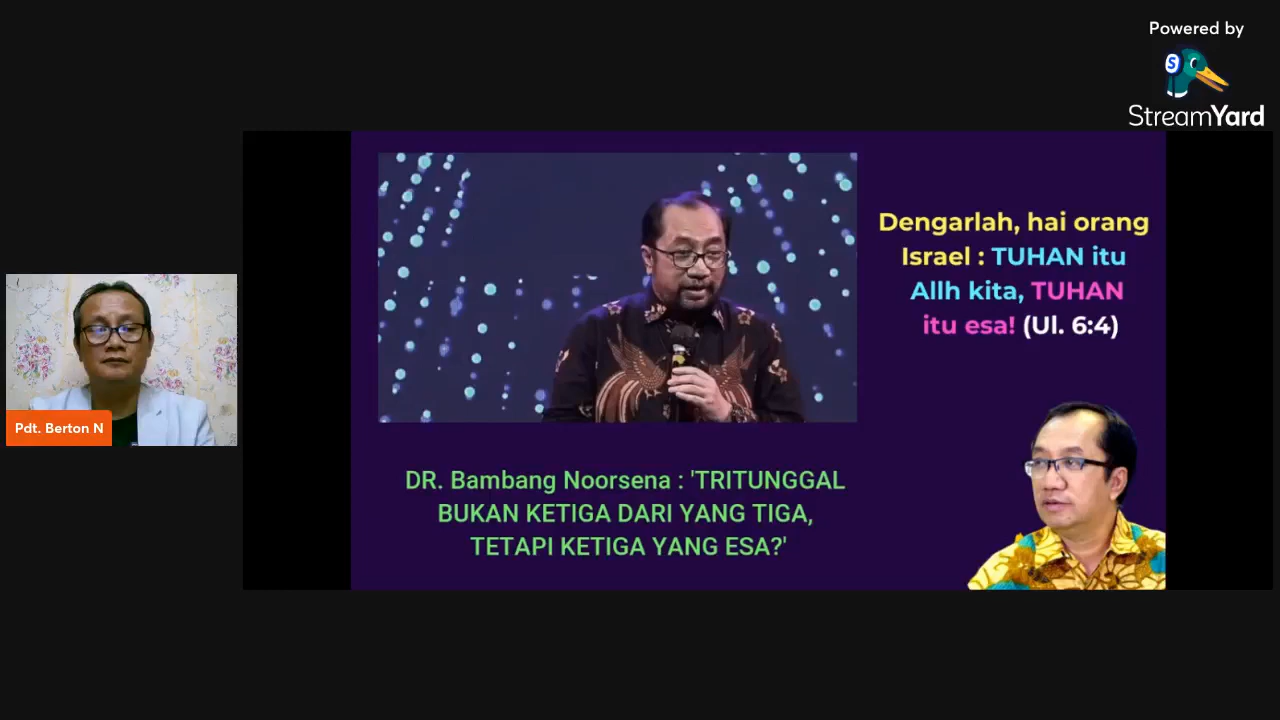 Powered by
S
StreamYard
Dengarlah, hai orang
Israel : TUHAN itu
Allh kita, TUHAN
itu esa! (Ul. 6:4)
Pdt. Berton N
DR. Bambang Noorsena : 'TRITUNGGAL
BUKAN KETIGA DARI YANG TIGA,
TETAPI KETIGA YANG ESA?'